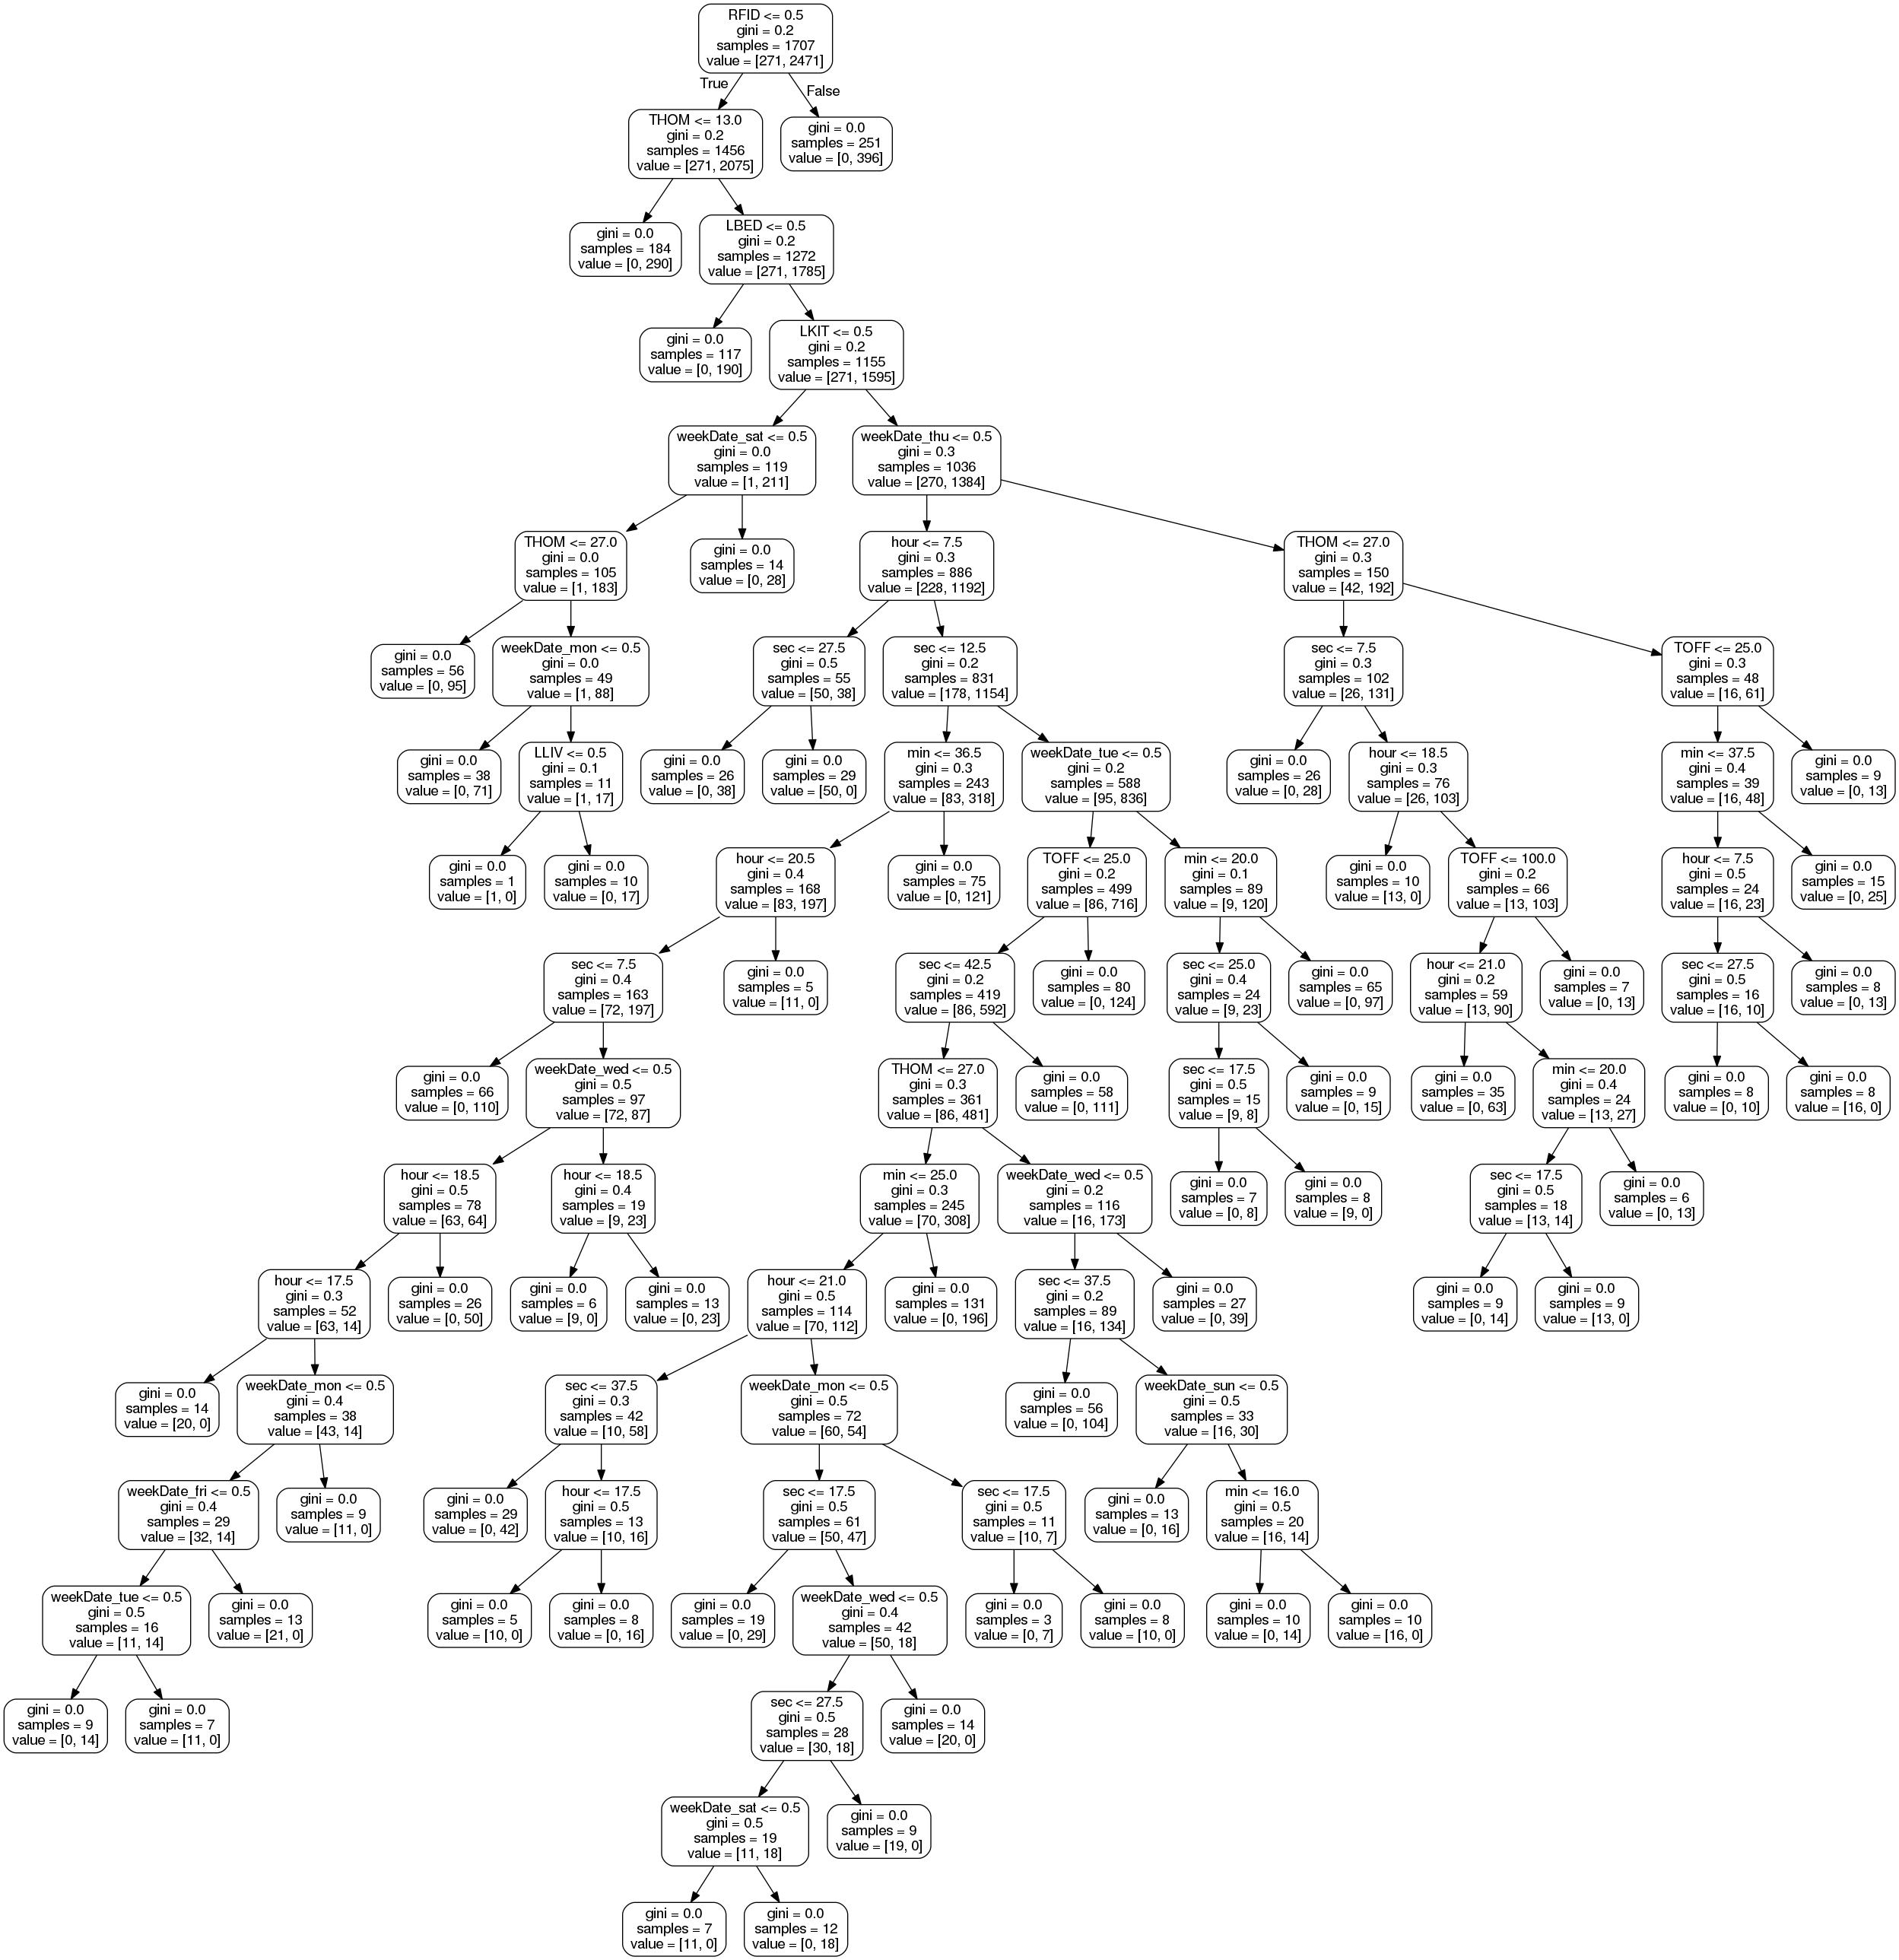 RFID <= 0.5
gini = 0.2
samples = 1707
value = [271, 2471]
True
False
THOM <= 13.0
gini = 0.2
samples = 1456
value = [271, 2075]
gini = 0.0
samples = 251
value = [0, 396]
gini = 0.0
samples = 184
value = [0, 290]
LBED <= 0.5
gini = 0.2
samples = 1272
value = [271, 1785]
gini = 0.0
samples = 117
value = [0, 190]
LKIT <= 0.5
gini = 0.2
samples = 1155
value = [271, 1595]
weekDate_sat <= 0.5
gini = 0.0
samples = 119
value = [1, 211]
weekDate_thu <= 0.5
gini = 0.3
samples = 1036
value = [270, 1384]
THOM <= 27.0
gini = 0.0
samples = 105
value = [1, 183]
gini = 0.0
samples = 14
value = [0, 28]
hour <= 7.5
gini = 0.3
samples = 886
value = [228, 1192]
THOM <= 27.0
gini = 0.3
samples = 150
value = [42, 192]
gini = 0.0
samples = 56
value = [0, 95]
weekDate_mon <= 0.5
gini = 0.0
samples = 49
value = [1, 88]
sec <= 27.5
gini = 0.5
samples = 55
value = [50, 38]
sec <= 12.5
gini = 0.2
samples = 831
value = [178, 1154]
sec <= 7.5
gini = 0.3
samples = 102
value = [26, 131]
TOFF <= 25.0
gini = 0.3
samples = 48
value = [16, 61]
gini = 0.0
samples = 38
value = [0, 71]
LLIV <= 0.5
gini = 0.1
samples = 11
value = [1, 17]
gini = 0.0
samples = 26
value = [0, 38]
gini = 0.0
samples = 29
value = [50, 0]
min <= 36.5
gini = 0.3
samples = 243
value = [83, 318]
weekDate_tue <= 0.5
gini = 0.2
samples = 588
value = [95, 836]
gini = 0.0
samples = 26
value = [0, 28]
hour <= 18.5
gini = 0.3
samples = 76
value = [26, 103]
min <= 37.5
gini = 0.4
samples = 39
value = [16, 48]
gini = 0.0
samples = 9
value = [0, 13]
gini = 0.0
samples = 1
value = [1, 0]
gini = 0.0
samples = 10
value = [0, 17]
hour <= 20.5
gini = 0.4
samples = 168
value = [83, 197]
gini = 0.0
samples = 75
value = [0, 121]
TOFF <= 25.0
gini = 0.2
samples = 499
value = [86, 716]
min <= 20.0
gini = 0.1
samples = 89
value = [9, 120]
gini = 0.0
samples = 10
value = [13, 0]
TOFF <= 100.0
gini = 0.2
samples = 66
value = [13, 103]
hour <= 7.5
gini = 0.5
samples = 24
value = [16, 23]
gini = 0.0
samples = 15
value = [0, 25]
sec <= 7.5
gini = 0.4
samples = 163
value = [72, 197]
gini = 0.0
samples = 5
value = [11, 0]
sec <= 42.5
gini = 0.2
samples = 419
value = [86, 592]
gini = 0.0
samples = 80
value = [0, 124]
sec <= 25.0
gini = 0.4
samples = 24
value = [9, 23]
gini = 0.0
samples = 65
value = [0, 97]
hour <= 21.0
gini = 0.2
samples = 59
value = [13, 90]
gini = 0.0
samples = 7
value = [0, 13]
sec <= 27.5
gini = 0.5
samples = 16
value = [16, 10]
gini = 0.0
samples = 8
value = [0, 13]
gini = 0.0
samples = 66
value = [0, 110]
weekDate_wed <= 0.5
gini = 0.5
samples = 97
value = [72, 87]
THOM <= 27.0
gini = 0.3
samples = 361
value = [86, 481]
gini = 0.0
samples = 58
value = [0, 111]
sec <= 17.5
gini = 0.5
samples = 15
value = [9, 8]
gini = 0.0
samples = 9
value = [0, 15]
gini = 0.0
samples = 35
value = [0, 63]
min <= 20.0
gini = 0.4
samples = 24
value = [13, 27]
gini = 0.0
samples = 8
value = [0, 10]
gini = 0.0
samples = 8
value = [16, 0]
hour <= 18.5
gini = 0.5
samples = 78
value = [63, 64]
hour <= 18.5
gini = 0.4
samples = 19
value = [9, 23]
min <= 25.0
gini = 0.3
samples = 245
value = [70, 308]
weekDate_wed <= 0.5
gini = 0.2
samples = 116
value = [16, 173]
gini = 0.0
samples = 7
value = [0, 8]
gini = 0.0
samples = 8
value = [9, 0]
sec <= 17.5
gini = 0.5
samples = 18
value = [13, 14]
gini = 0.0
samples = 6
value = [0, 13]
hour <= 17.5
gini = 0.3
samples = 52
value = [63, 14]
gini = 0.0
samples = 26
value = [0, 50]
gini = 0.0
samples = 6
value = [9, 0]
gini = 0.0
samples = 13
value = [0, 23]
hour <= 21.0
gini = 0.5
samples = 114
value = [70, 112]
gini = 0.0
samples = 131
value = [0, 196]
sec <= 37.5
gini = 0.2
samples = 89
value = [16, 134]
gini = 0.0
samples = 27
value = [0, 39]
gini = 0.0
samples = 9
value = [0, 14]
gini = 0.0
samples = 9
value = [13, 0]
gini = 0.0
samples = 14
value = [20, 0]
weekDate_mon <= 0.5
gini = 0.4
samples = 38
value = [43, 14]
sec <= 37.5
gini = 0.3
samples = 42
value = [10, 58]
weekDate_mon <= 0.5
gini = 0.5
samples = 72
value = [60, 54]
gini = 0.0
samples = 56
value = [0, 104]
weekDate_sun <= 0.5
gini = 0.5
samples = 33
value = [16, 30]
weekDate_fri <= 0.5
gini = 0.4
samples = 29
value = [32, 14]
gini = 0.0
samples = 9
value = [11, 0]
gini = 0.0
samples = 29
value = [0, 42]
hour <= 17.5
gini = 0.5
samples = 13
value = [10, 16]
sec <= 17.5
gini = 0.5
samples = 61
value = [50, 47]
sec <= 17.5
gini = 0.5
samples = 11
value = [10, 7]
gini = 0.0
samples = 13
value = [0, 16]
min <= 16.0
gini = 0.5
samples = 20
value = [16, 14]
weekDate_tue <= 0.5
gini = 0.5
samples = 16
value = [11, 14]
gini = 0.0
samples = 13
value = [21, 0]
gini = 0.0
samples = 5
value = [10, 0]
gini = 0.0
samples = 8
value = [0, 16]
gini = 0.0
samples = 19
value = [0, 29]
weekDate_wed <= 0.5
gini = 0.4
samples = 42
value = [50, 18]
gini = 0.0
samples = 3
value = [0, 7]
gini = 0.0
samples = 8
value = [10, 0]
gini = 0.0
samples = 10
value = [0, 14]
gini = 0.0
samples = 10
value = [16, 0]
gini = 0.0
samples = 9
value = [0, 14]
gini = 0.0
samples = 7
value = [11, 0]
sec <= 27.5
gini = 0.5
samples = 28
value = [30, 18]
gini = 0.0
samples = 14
value = [20, 0]
weekDate_sat <= 0.5
gini = 0.5
samples = 19
value = [11, 18]
gini = 0.0
samples = 9
value = [19, 0]
gini = 0.0
samples = 7
value = [11, 0]
gini = 0.0
samples = 12
value = [0, 18]